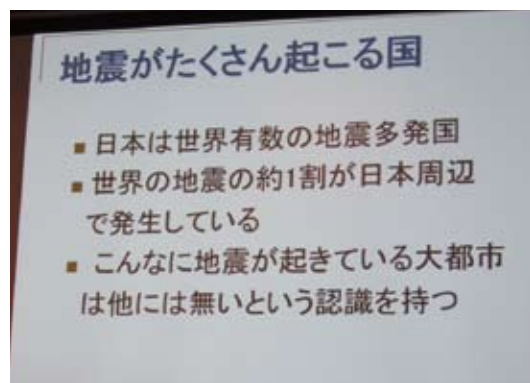 地震がたくさん起こる国
■ 日本は世界有数の地震多発国
■ 世界の地震の約1割が日本周辺
で発生している
■ こんなに地震が起きている大都市
は他には無いという認識を持つ